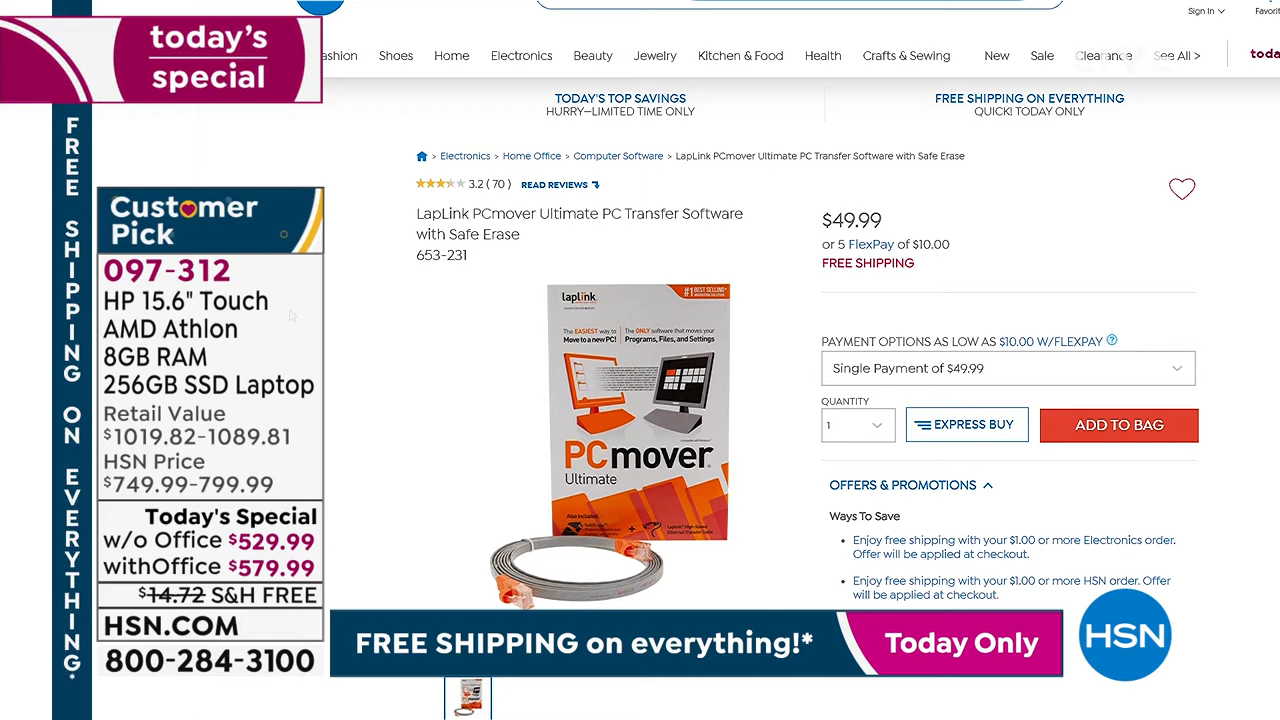 today's
special
FREE SHIPPING ON EVERYTHING*
Customer
Pick
097-312
HP 15.6" Touch
AMD Athlon
8GB RAM
256GB SSD Laptop
Retail Value
$1019.82-1089.81
HSN Price
$749.99-799.99
Today's Special
w/o Office $529.99
withOffice $579.99
$14.72 S&H FREE
HSN.COM
800-284-3100
Sign In
Favorit
ashion Shoes Home Electronics Beauty Jewelry Kitchen & Food Health Crafts & Sewing New Sale Clearance See All > toda
TODAY'S TOP SAVINGS
HURRY—LIMITED TIME ONLY
FREE SHIPPING ON EVERYTHING
QUICK! TODAY ONLY
> Electronics > Home Office > Computer Software > LapLink PCmover Ultimate PC Transfer Software with Safe Erase
3.2 ( 70 ) READ REVIEWS
LapLink PCmover Ultimate PC Transfer Software
with Safe Erase
653-231
laplink
#1 BEST SELLING*
The EASIEST way to
Move to a new PC!
The ONLY software that moves your
Programs, Files, and Settings
PCmover
Ultimate
Also Included:
$49.99
or 5 FlexPay of $10.00
FREE SHIPPING
PAYMENT OPTIONS AS LOW AS $10.00 W/FLEXPAY ?
Single Payment of $49.99
QUANTITY
1
EXPRESS BUY
ADD TO BAG
OFFERS & PROMOTIONS
Ways To Save
• Enjoy free shipping with your $1.00 or more Electronics order.
Offer will be applied at checkout.
• Enjoy free shipping with your $1.00 or more HSN order. Offer
will be applied at checkout.
FREE SHIPPING on everything!*
Today Only
HSN